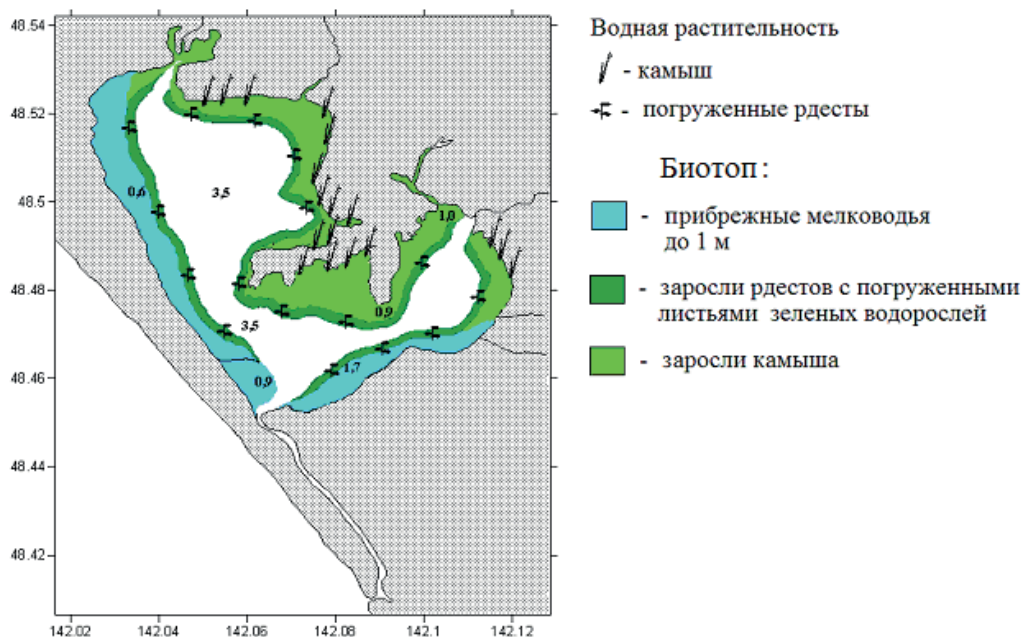 48.54
48.52
48.5
48.48
48.46
48.44
48.42
142.02
142.04
142.06
142.08
142.1
142.12
0,6
3,5
1,0
3,5
0,9
1,7
0,9
Водная растительность
- камыш
- погруженные рдесты
Биотоп:
- прибрежные мелководья
до 1 м
- заросли рдестов с погруженными
листьями зеленых водорослей
- заросли камыша